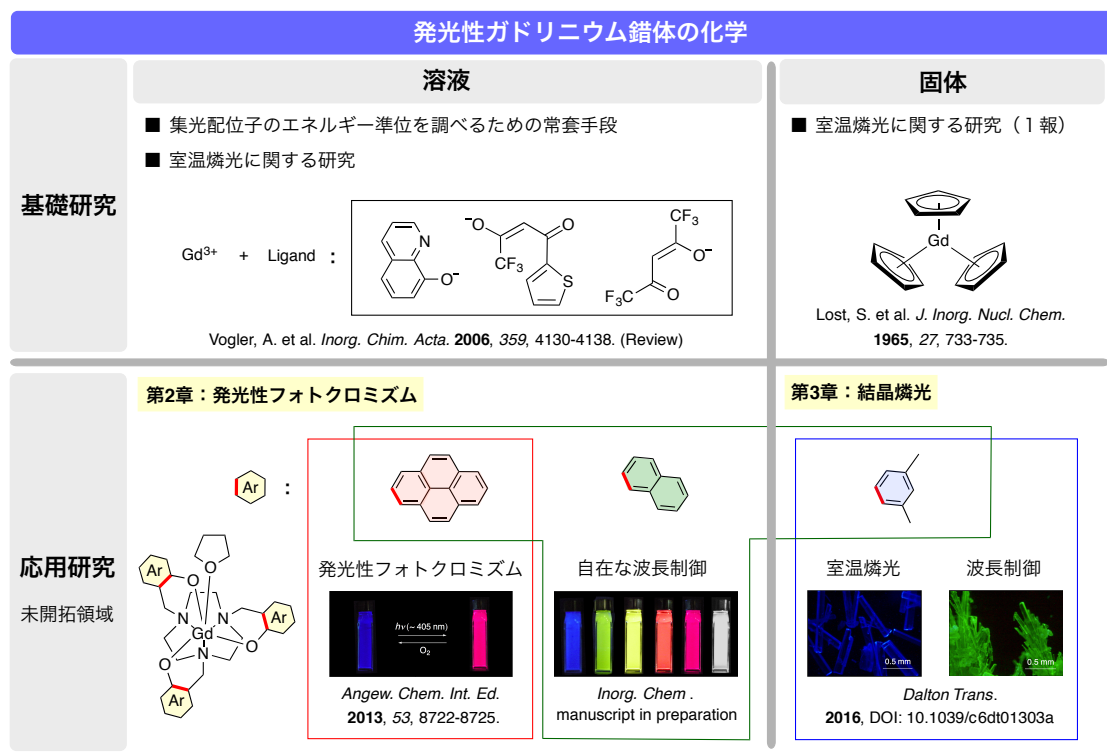 発光性ガドリニウム錯体の化学
溶液
固体
基礎研究
■ 集光配位子のエネルギー準位を調べるための常套手段
■ 室温燐光に関する研究
■ 室温燐光に関する研究（１報）
Gd³⁺ + Ligand :
N
O⁻
⁻O
O
CF₃
S
CF₃
O⁻
F₃C
O
Gd
Vogler, A. et al. Inorg. Chim. Acta. 2006, 359, 4130-4138. (Review)
Lost, S. et al. J. Inorg. Nucl. Chem.
1965, 27, 733-735.
応用研究
未開拓領域
第2章：発光性フォトクロミズム
第3章：結晶燐光
Ar :
Ar
O
O
N
N
Ar
Gd
O
O
N
Ar
発光性フォトクロミズム
hν (~ 405 nm)
O₂
Angew. Chem. Int. Ed.
2013, 53, 8722-8725.
自在な波長制御
Inorg. Chem .
manuscript in preparation
室温燐光
波長制御
0.5 mm
0.5 mm
Dalton Trans.
2016, DOI: 10.1039/c6dt01303a